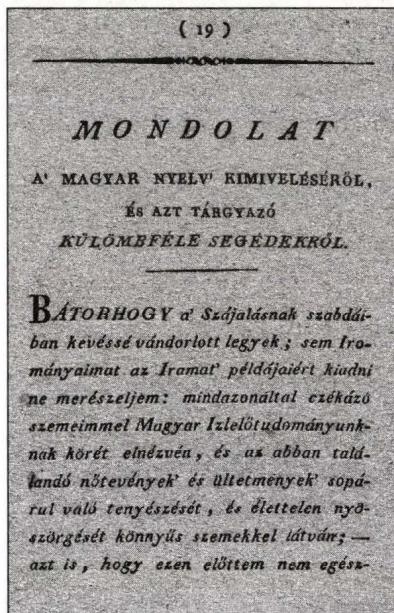 ( 19 )
MONDOLAT
A' MAGYAR NYELV' KIMIVELÉSÉRŐL,
ÉS AZT TÁRGYAZÓ
KÜLÖMBFÉLE SEGÉDEKRŐL.
BÁTORHOGY a' Szájalásnak szabdái-
ban kevéssé vándorlott legyek; sem Iro-
mányaimat az Iramat' példájaiért kiadni
ne merészeljem: mindazonáltal czékázó
szemeimmel Magyar Izlelőtudományunk-
nak körét elnézvén, és az abban talá-
landó nőtevények' és ültetmények' sopá-
rul való tenyészését, és élettelen nyö-
szörgését könnyűs szemekkel látván; —
azt is, hogy ezen előttem nem egész-